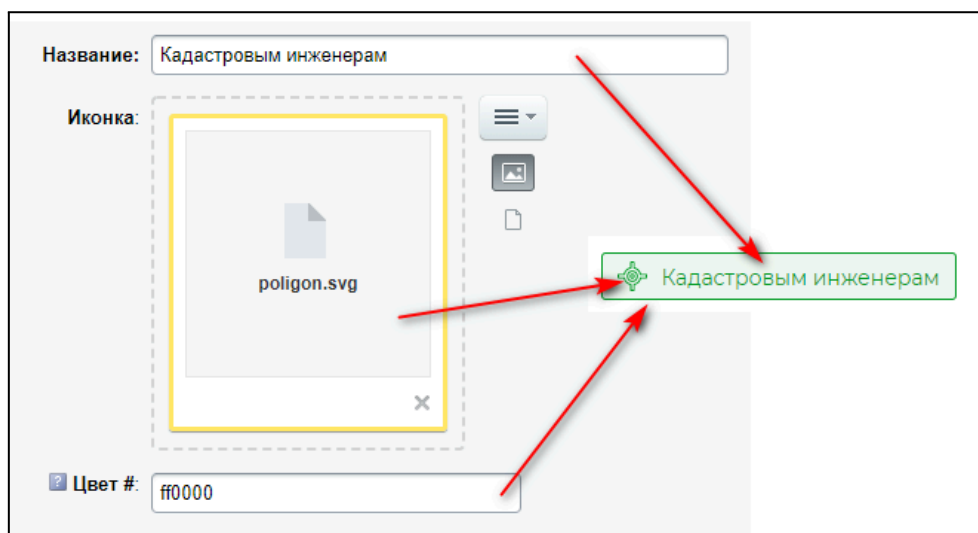 Название: Кадастровым инженерам
Иконка:
poligon.svg
Кадастровым инженерам
? Цвет #: ff0000